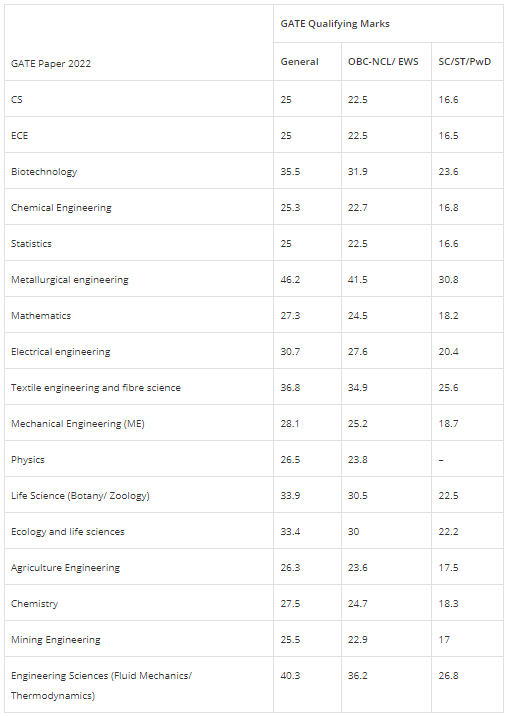 GATE Qualifying Marks
GATE Paper 2022 General OBC-NCL/ EWS SC/ST/PwD
CS 25 22.5 16.6
ECE 25 22.5 16.5
Biotechnology 35.5 31.9 23.6
Chemical Engineering 25.3 22.7 16.8
Statistics 25 22.5 16.6
Metallurgical engineering 46.2 41.5 30.8
Mathematics 27.3 24.5 18.2
Electrical engineering 30.7 27.6 20.4
Textile engineering and fibre science 36.8 34.9 25.6
Mechanical Engineering (ME) 28.1 25.2 18.7
Physics 26.5 23.8 –
Life Science (Botany/ Zoology) 33.9 30.5 22.5
Ecology and life sciences 33.4 30 22.2
Agriculture Engineering 26.3 23.6 17.5
Chemistry 27.5 24.7 18.3
Mining Engineering 25.5 22.9 17
Engineering Sciences (Fluid Mechanics/ 40.3 36.2 26.8
Thermodynamics)